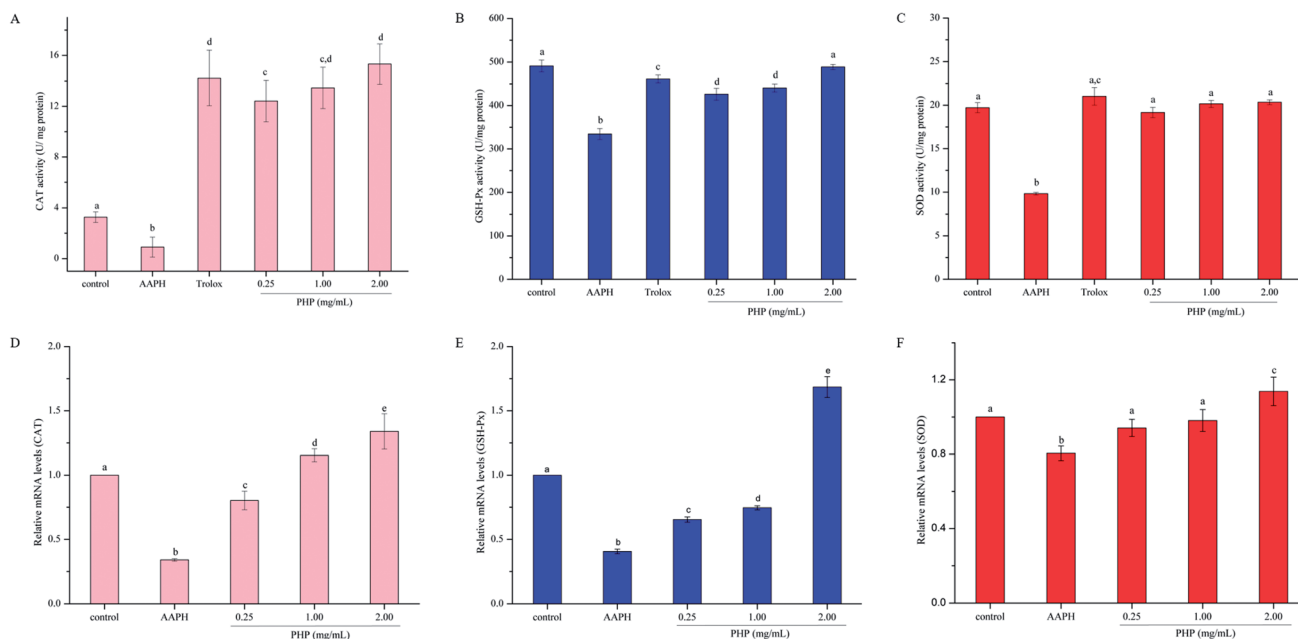 A
CAT activity (U/ mg protein)
16
12
8
4
0
a
b
d
c
c,d
d
control
AAPH
Trolox
0.25
1.00
2.00
PHP (mg/mL)
B
GSH-Px activity (U/mg protein)
600
500
400
300
200
100
0
a
b
c
d
d
a
control
AAPH
Trolox
0.25
1.00
2.00
PHP (mg/mL)
C
SOD activity (U/mg protein)
30
25
20
15
10
5
0
a
b
a,c
a
a
a
control
AAPH
Trolox
0.25
1.00
2.00
PHP (mg/mL)
D
Relative mRNA levels (CAT)
2.0
1.5
1.0
0.5
0.0
a
b
c
d
e
control
AAPH
0.25
1.00
2.00
PHP (mg/mL)
E
Relative mRNA levels (GSH-Px)
2.0
1.5
1.0
0.5
0.0
a
b
c
d
e
control
AAPH
0.25
1.00
2.00
PHP (mg/mL)
F
Relative mRNA levels (SOD)
1.2
0.8
0.4
0.0
a
b
a
a
c
control
AAPH
0.25
1.00
2.00
PHP (mg/mL)